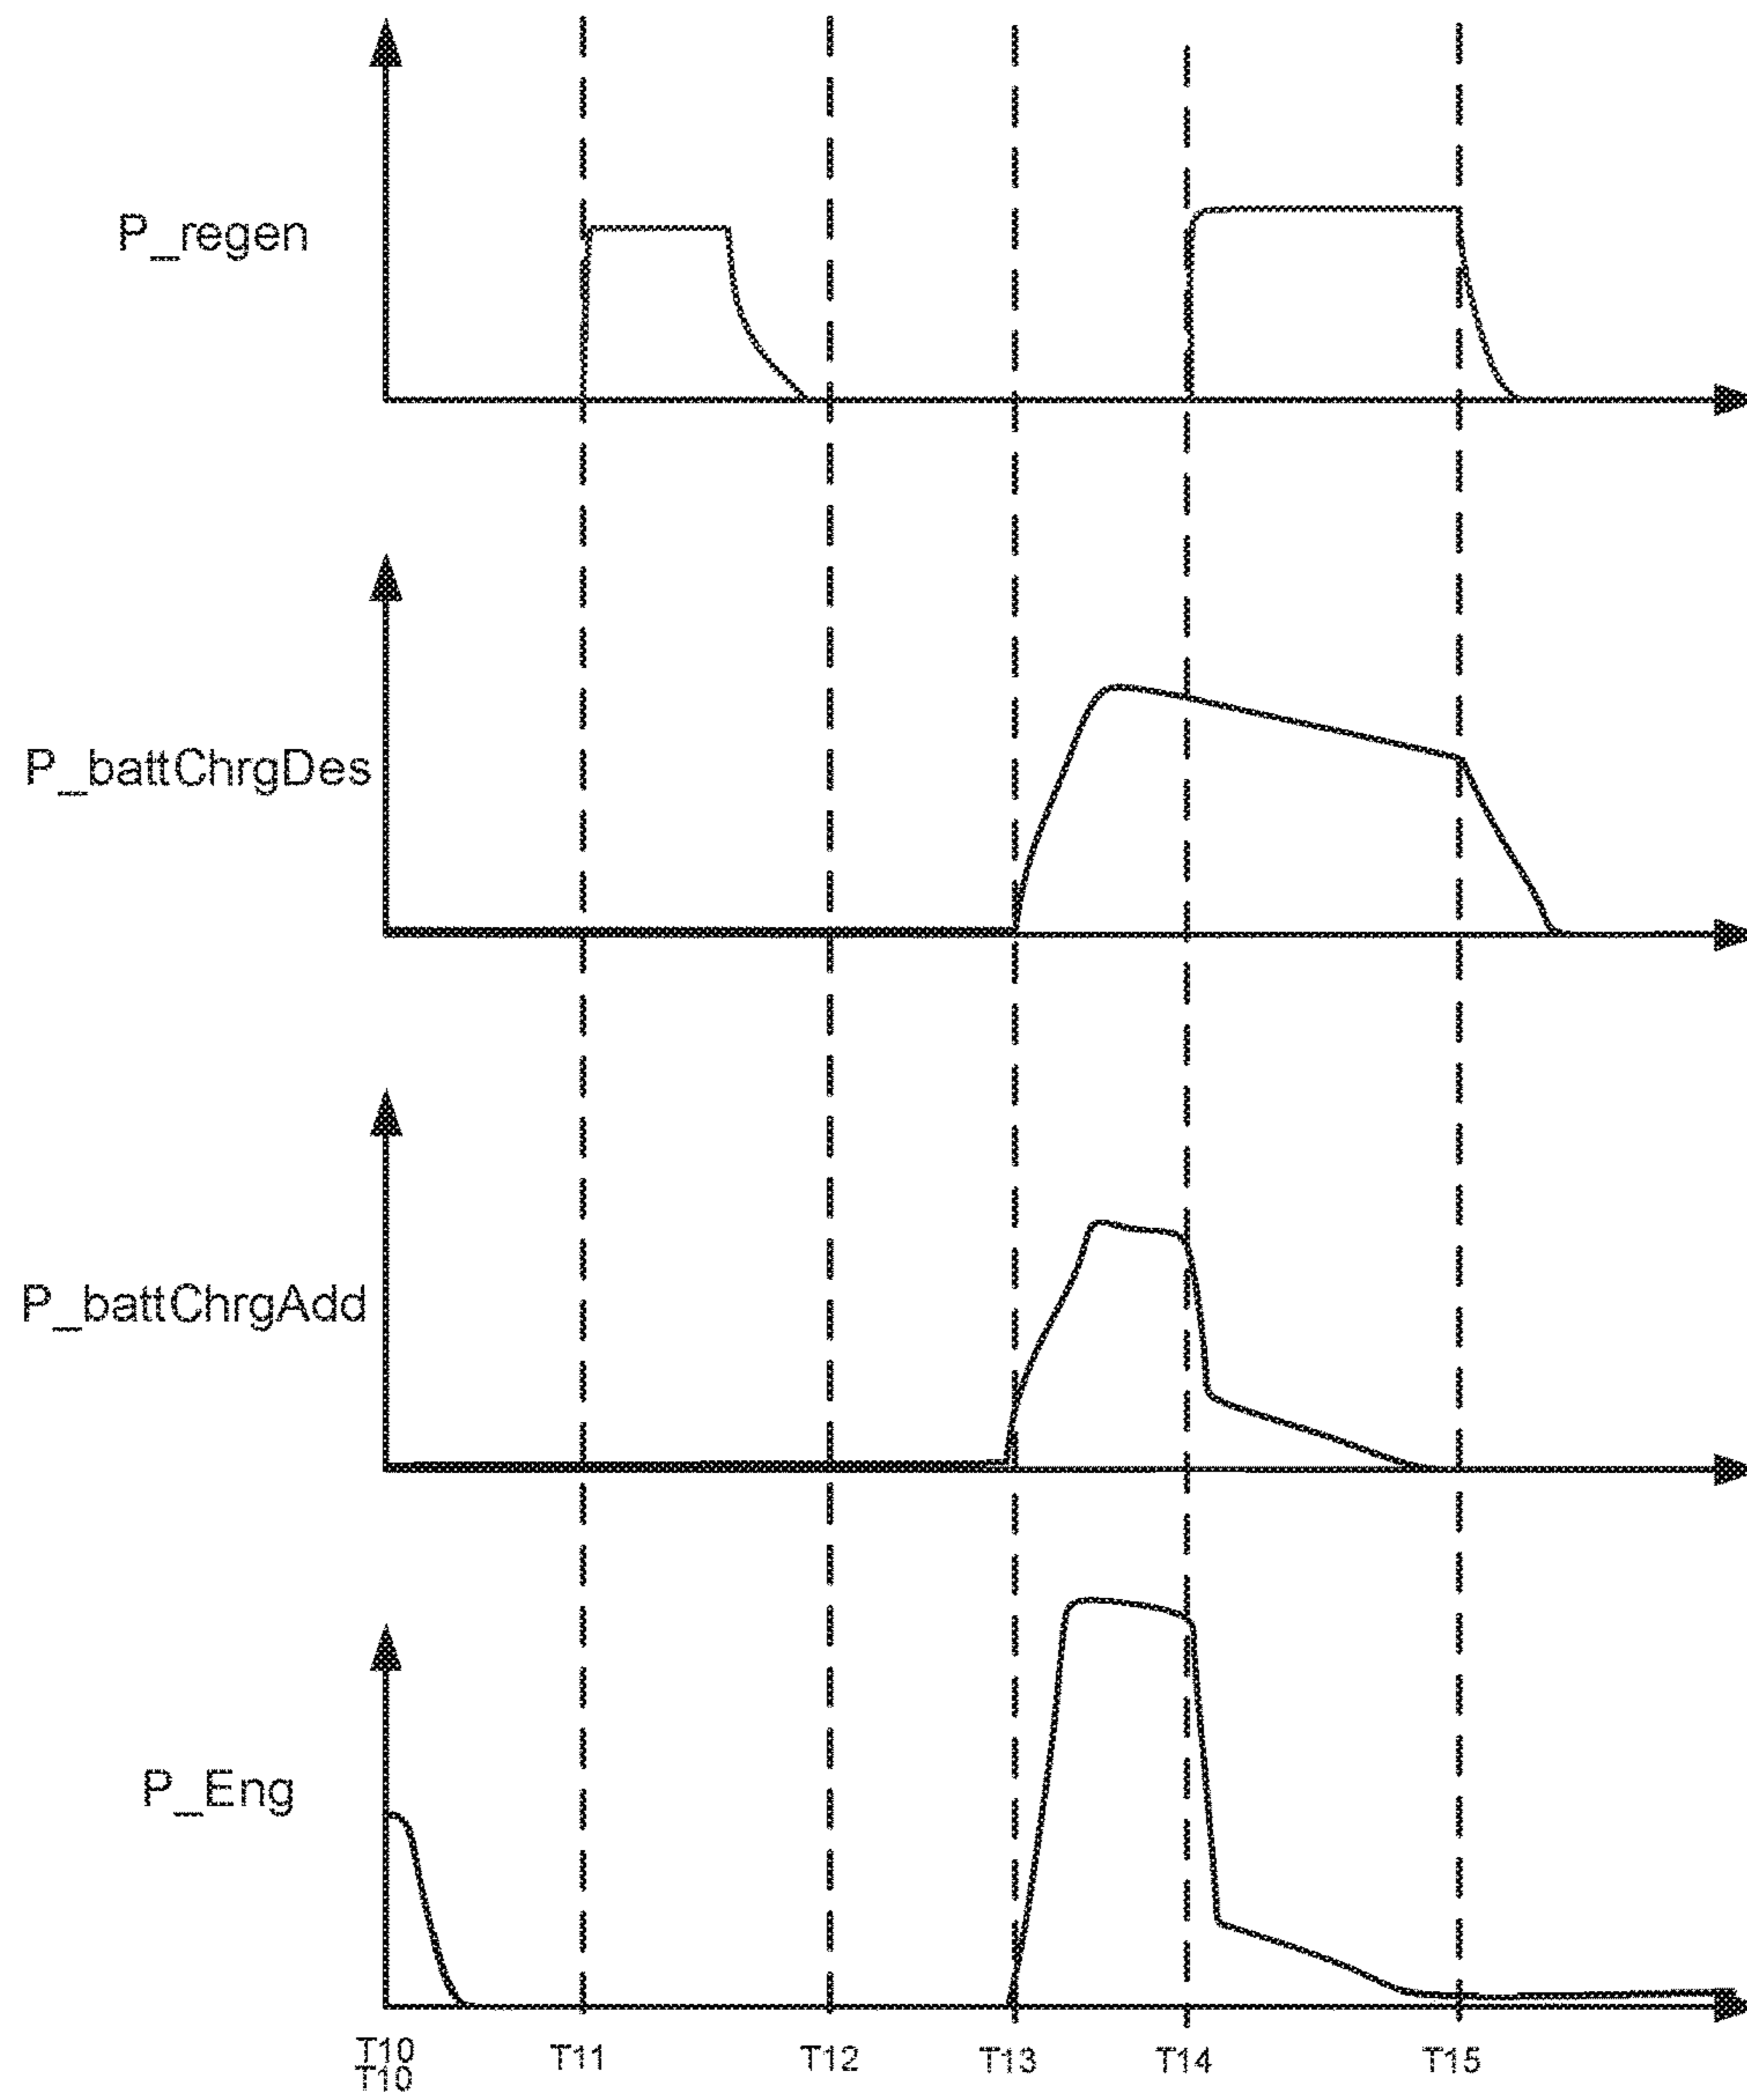 P_regen
P_battChrgDes
P_battChrgAdd
P_Eng
T10
T10
T11 T12 T13 T14 T15